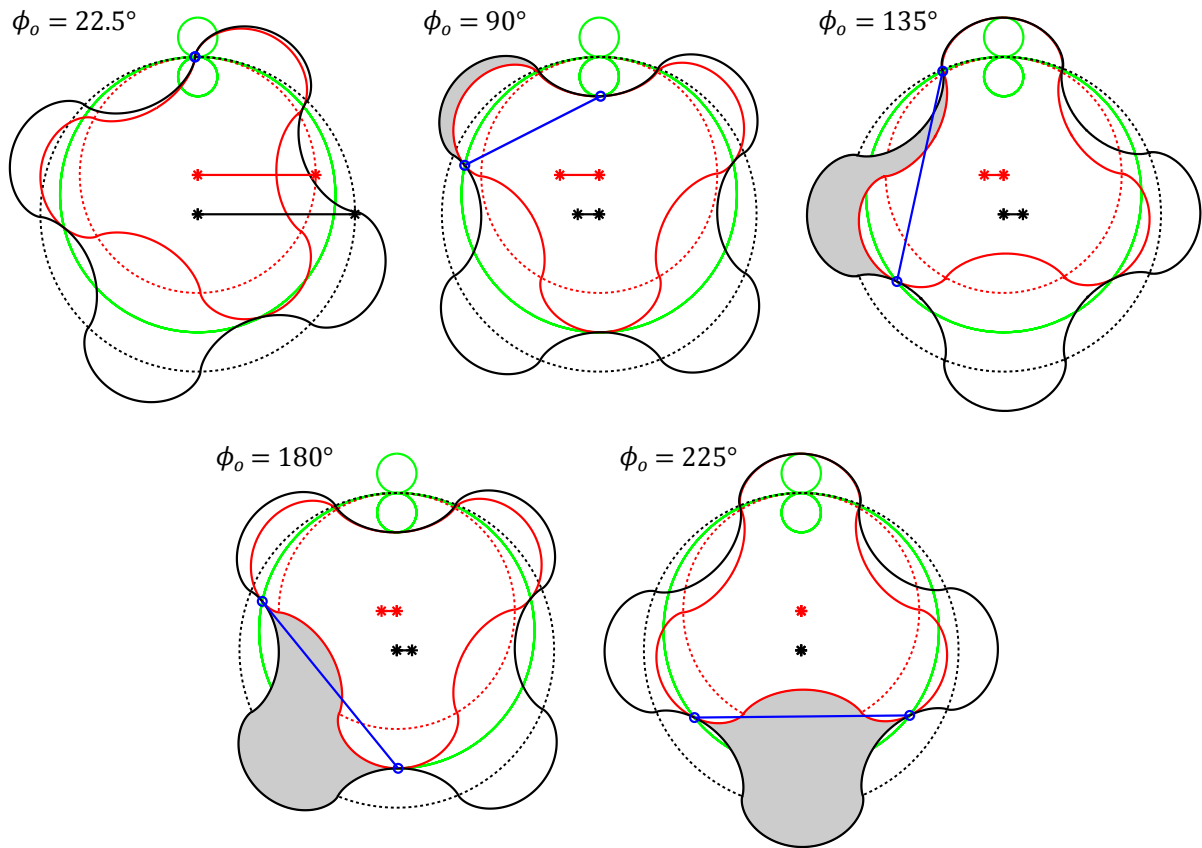 ϕₒ = 22.5°
ϕₒ = 90°
ϕₒ = 135°
ϕₒ = 180°
ϕₒ = 225°